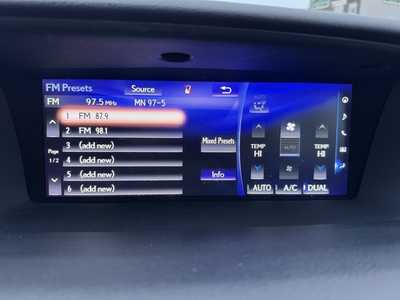 FM Presets Source
FM 97.5 MHz MN 97-5
1 FM 87.9
2 FM 98.1
3 (add new)
4 (add new)
5 (add new)
6 (add new)
Page
1/2
Mixed Presets
Info
TEMP
HI
AUTO
TEMP
HI
AUTO A/C DUAL